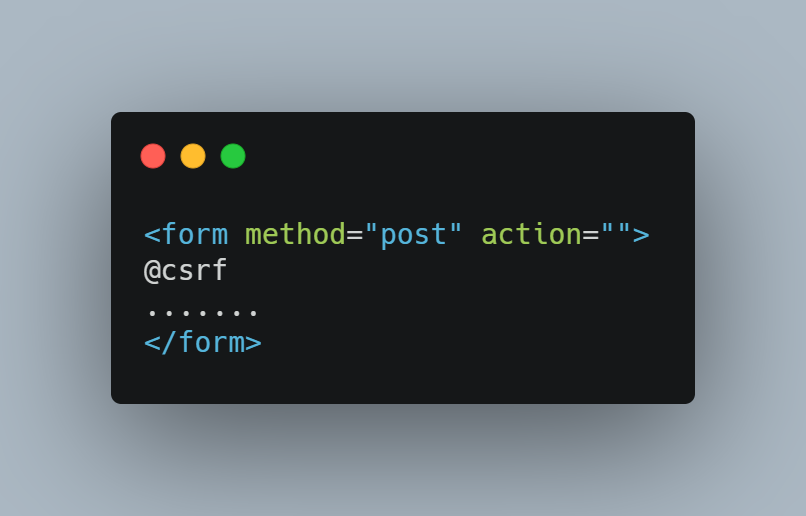 <form method="post" action="">
@csrf
.......
</form>